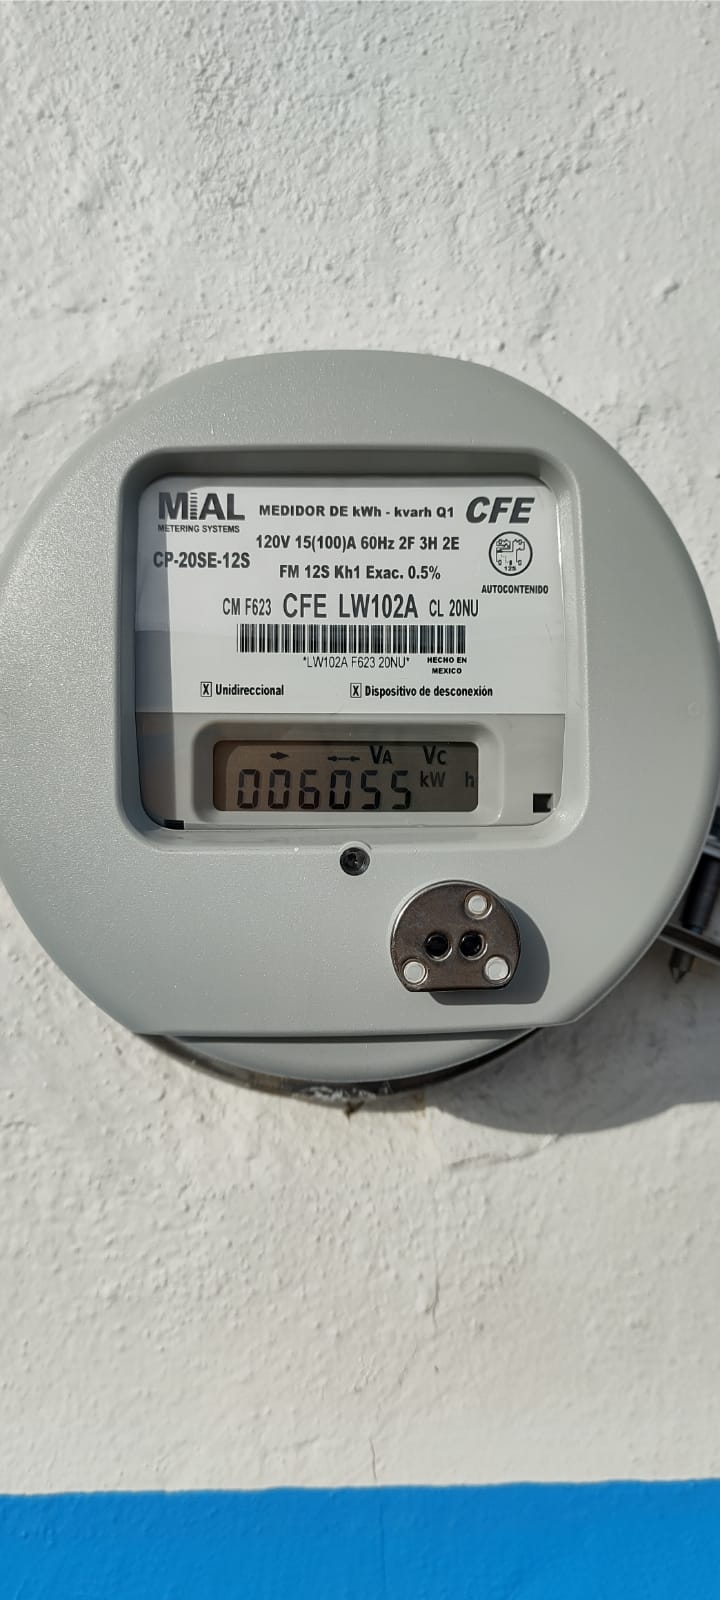 MIAL
METERING SYSTEMS
MEDIDOR DE kWh - kvarh Q1
CFE
120V 15(100)A 60Hz 2F 3H 2E
CP-20SE-12S
FM 12S Kh1 Exac. 0.5%
12S
AUTOCONTENIDO
CM F623 CFE LW102A CL 20NU
*LW102A F623 20NU*
HECHO EN
MEXICO
X Unidireccional
X Dispositivo de desconexión
VA VC
006055 kW h